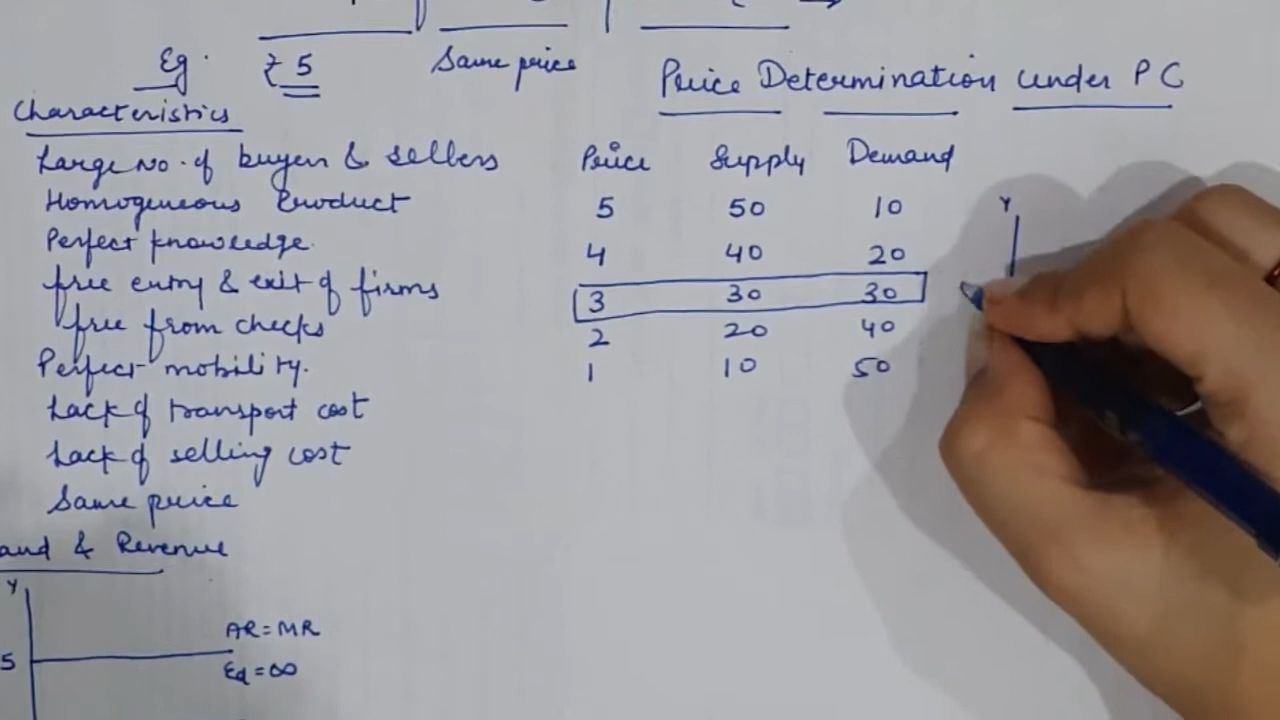 Eg. ₹ 5 Same price
Price Determination under PC
Characteristics
Large No. of buyers & sellers
Homogeneous Product
Perfect knowledge.
free entry & exit of firms
free from checks
Perfect mobility.
Lack of transport cost
Lack of selling cost
Same price
Price Supply Demand
5 50 10
4 40 20
3 30 30
2 20 40
1 10 50
Y
and & Revenue
Y
AR=MR
5
Ed=∞